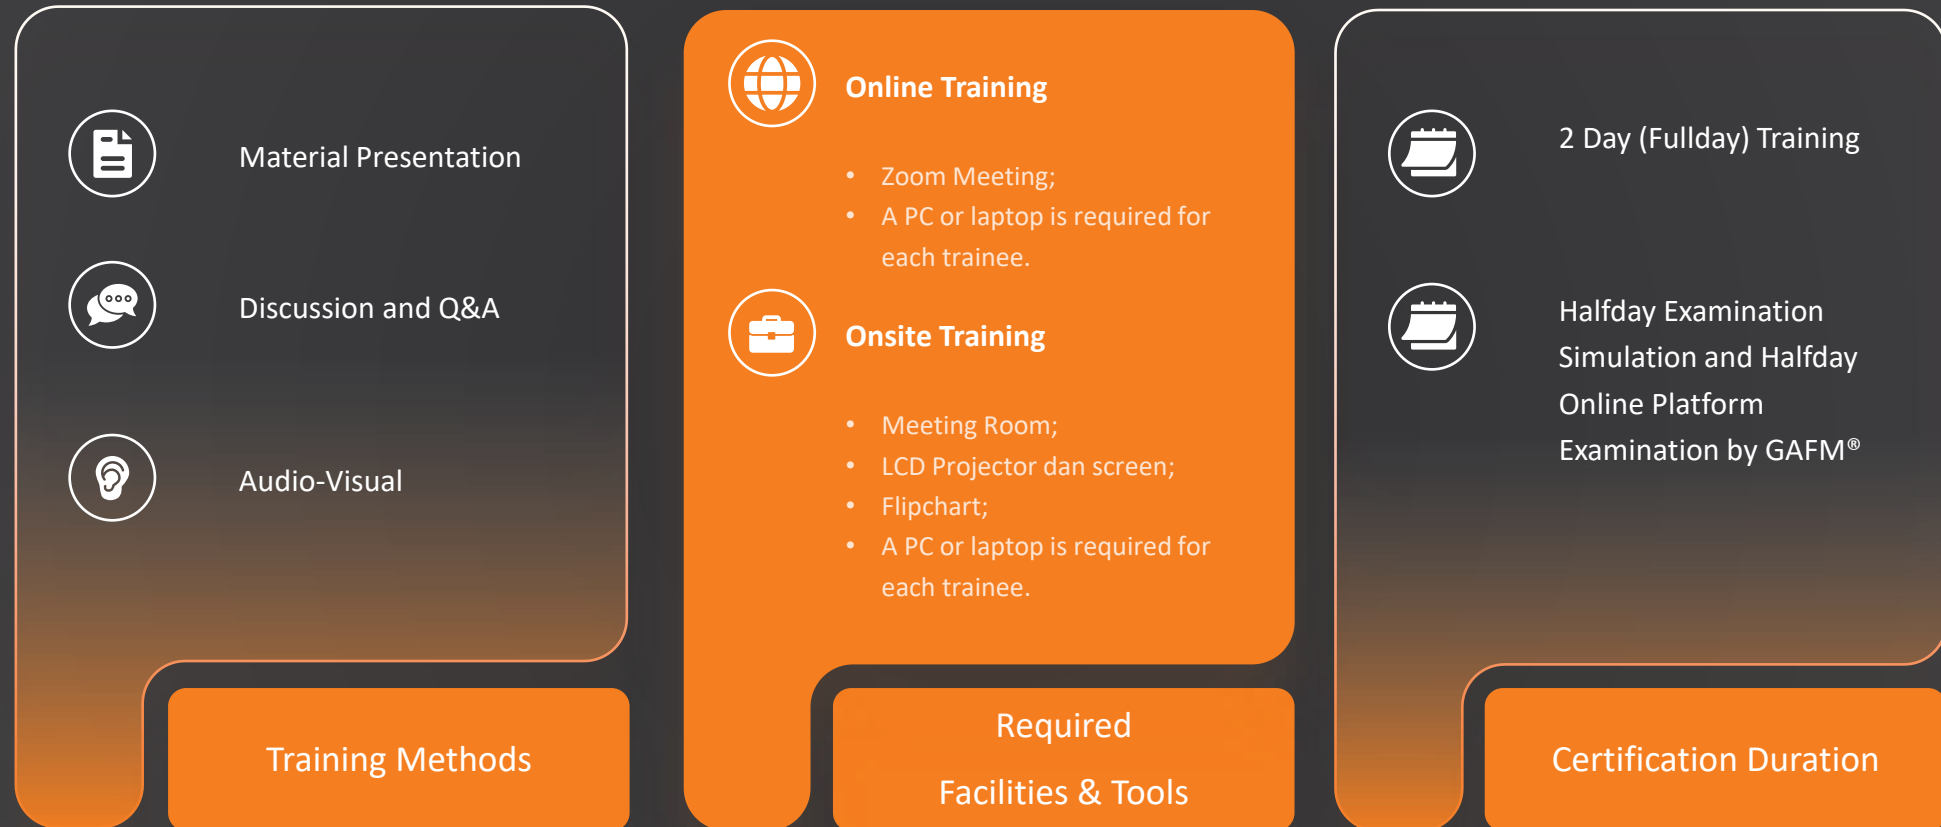 Material Presentation
Discussion and Q&A
Audio-Visual
Training Methods
Online Training
• Zoom Meeting;
• A PC or laptop is required for
each trainee.
Onsite Training
• Meeting Room;
• LCD Projector dan screen;
• Flipchart;
• A PC or laptop is required for
each trainee.
Required
Facilities & Tools
2 Day (Fullday) Training
Halfday Examination
Simulation and Halfday
Online Platform
Examination by GAFM®
Certification Duration